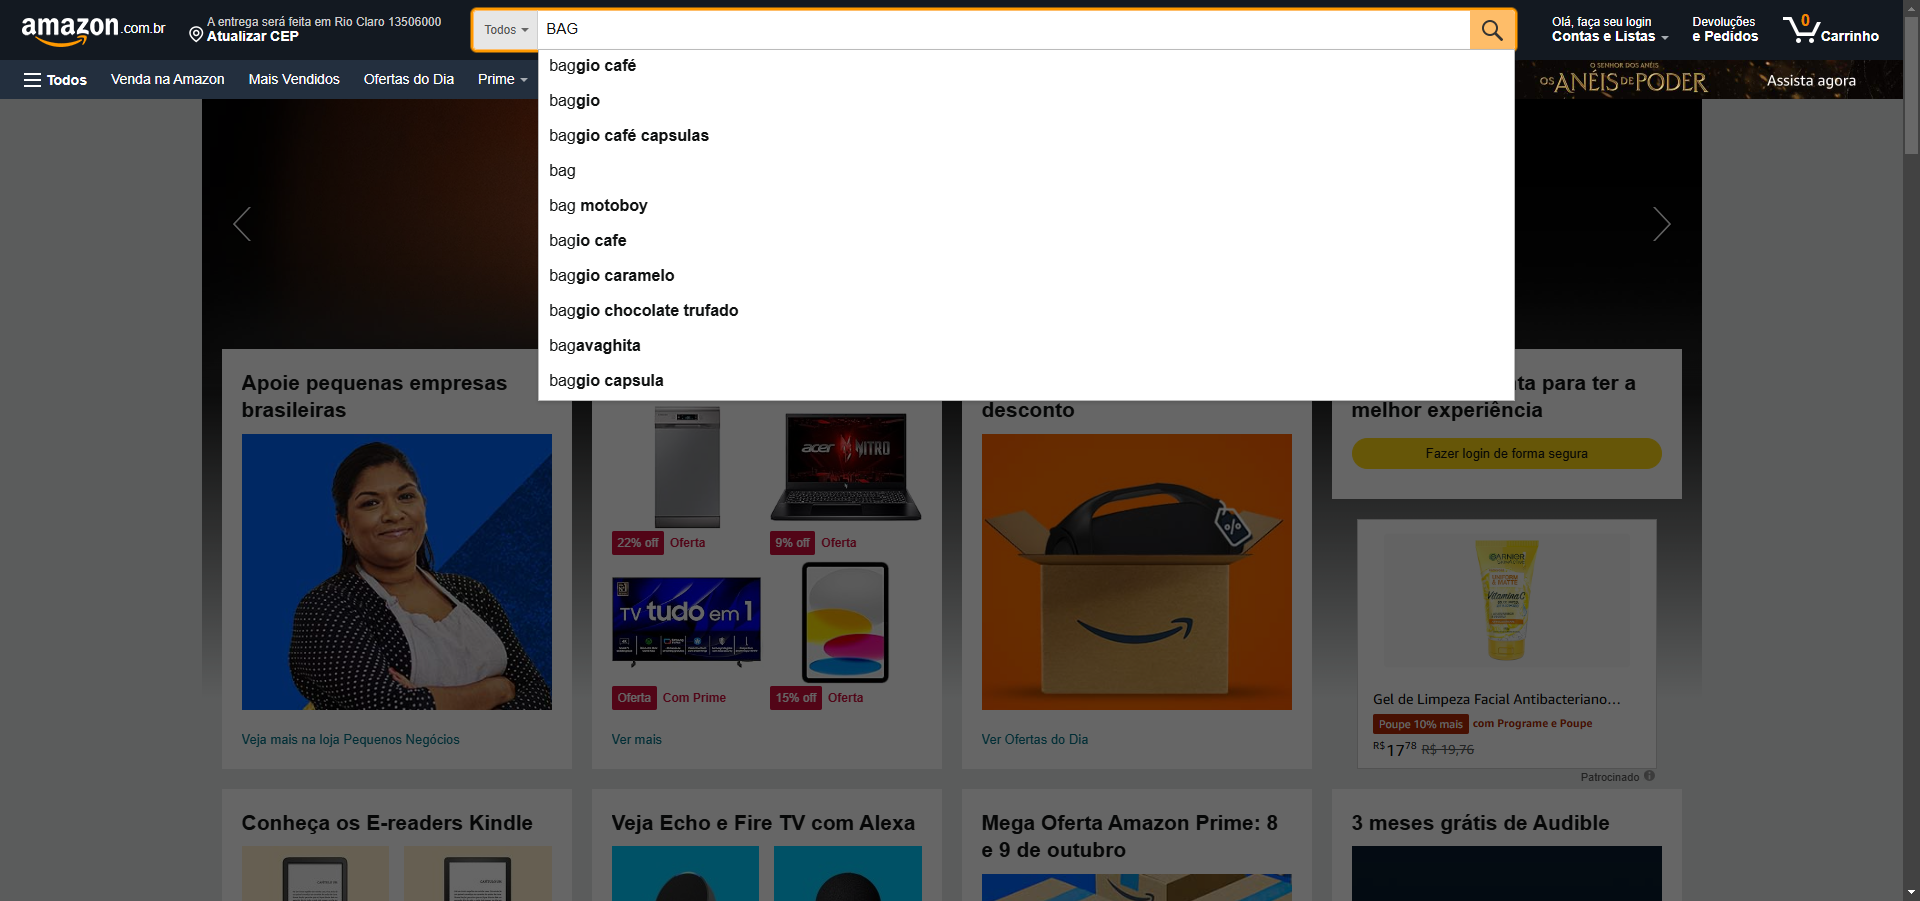 amazon.com.br
A entrega será feita em Rio Claro 13506000
Atualizar CEP
Todos
BAG
Olá, faça seu login
Contas e Listas
Devoluções
e Pedidos
0
Carrinho
Todos
Venda na Amazon
Mais Vendidos
Ofertas do Dia
Prime
O SENHOR DOS ANÉIS
OS ANÉIS DE PODER
Assista agora
baggio café
baggio
baggio café capsulas
bag
bag motoboy
bagio cafe
baggio caramelo
baggio chocolate trufado
bagavaghita
baggio capsula
Apoie pequenas empresas
brasileiras
Veja mais na loja Pequenos Negócios
acer NITRO
22% off Oferta
9% off Oferta
TV tudo em 1
Oferta Com Prime
15% off Oferta
Ver mais
desconto
%
Ver Ofertas do Dia
ta para ter a
melhor experiência
Fazer login de forma segura
GARNIER
Vitamina C
Gel de Limpeza Facial Antibacteriano...
Poupe 10% mais com Programe e Poupe
R$ 17 78 R$ 19,76
Patrocinado
Conheça os E-readers Kindle
Veja Echo e Fire TV com Alexa
Mega Oferta Amazon Prime: 8
e 9 de outubro
3 meses grátis de Audible